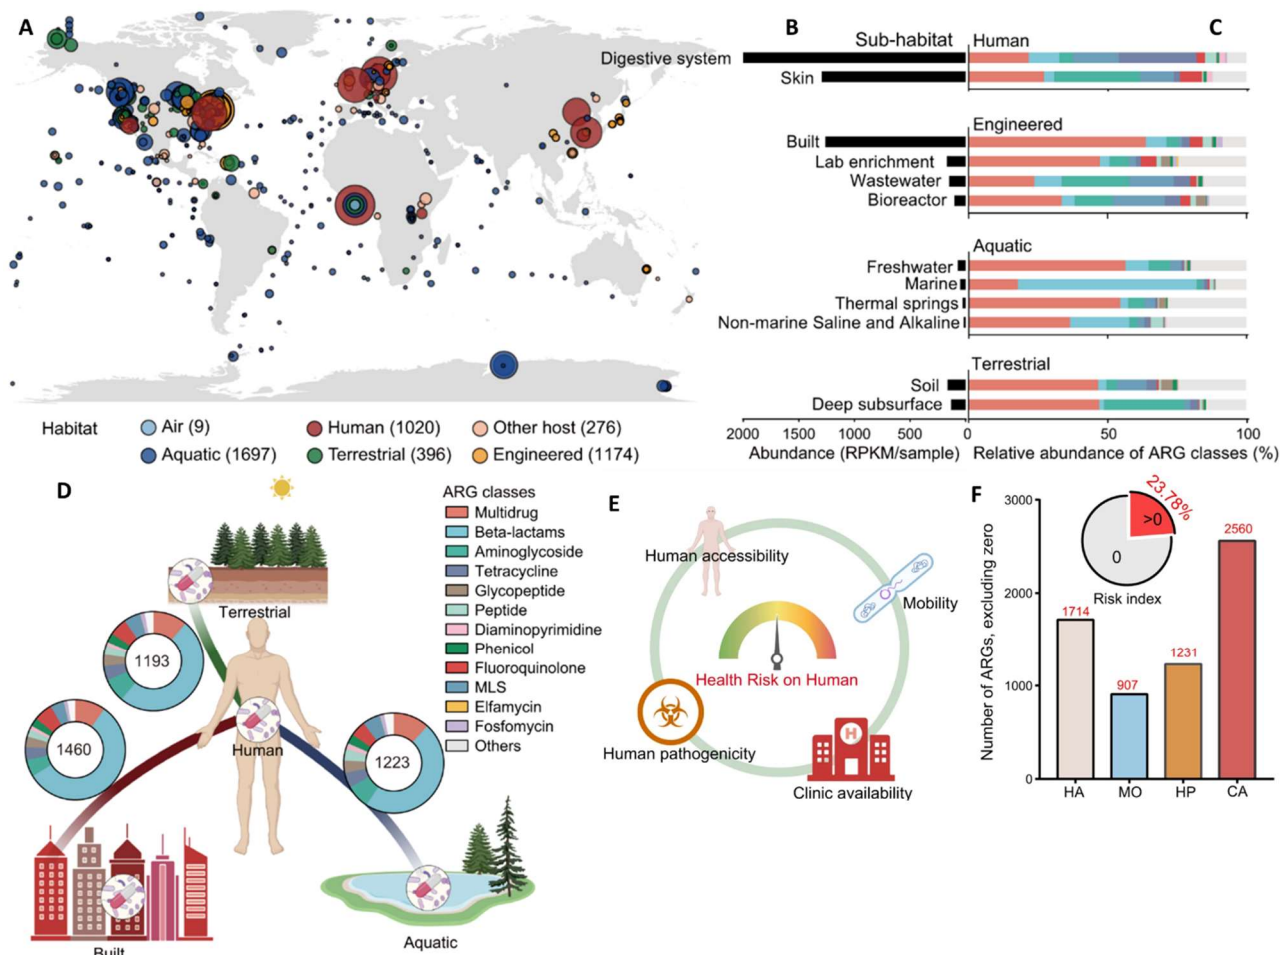 A
B
C
Sub-habitat
Human
Digestive system
Skin
Engineered
Built
Lab enrichment
Wastewater
Bioreactor
Aquatic
Freshwater
Marine
Thermal springs
Non-marine Saline and Alkaline
Terrestrial
Soil
Deep subsurface
2000 1500 1000 500 0 50 100
Abundance (RPKM/sample)
Relative abundance of ARG classes (%)
Habitat
Air (9)
Human (1020)
Other host (276)
Aquatic (1697)
Terrestrial (396)
Engineered (1174)
D
Terrestrial
1193
1460
1223
Human
Built
Aquatic
ARG classes
Multidrug
Beta-lactams
Aminoglycoside
Tetracycline
Glycopeptide
Peptide
Diaminopyrimidine
Phenicol
Fluoroquinolone
MLS
Elfamycin
Fosfomycin
Others
E
Human accessibility
Mobility
Health Risk on Human
Human pathogenicity
H
Clinic availability
F
Number of ARGs, excluding zero
3000
2000
1000
0
23.78%
>0
0
Risk index
1714
907
1231
2560
HA MO HP CA